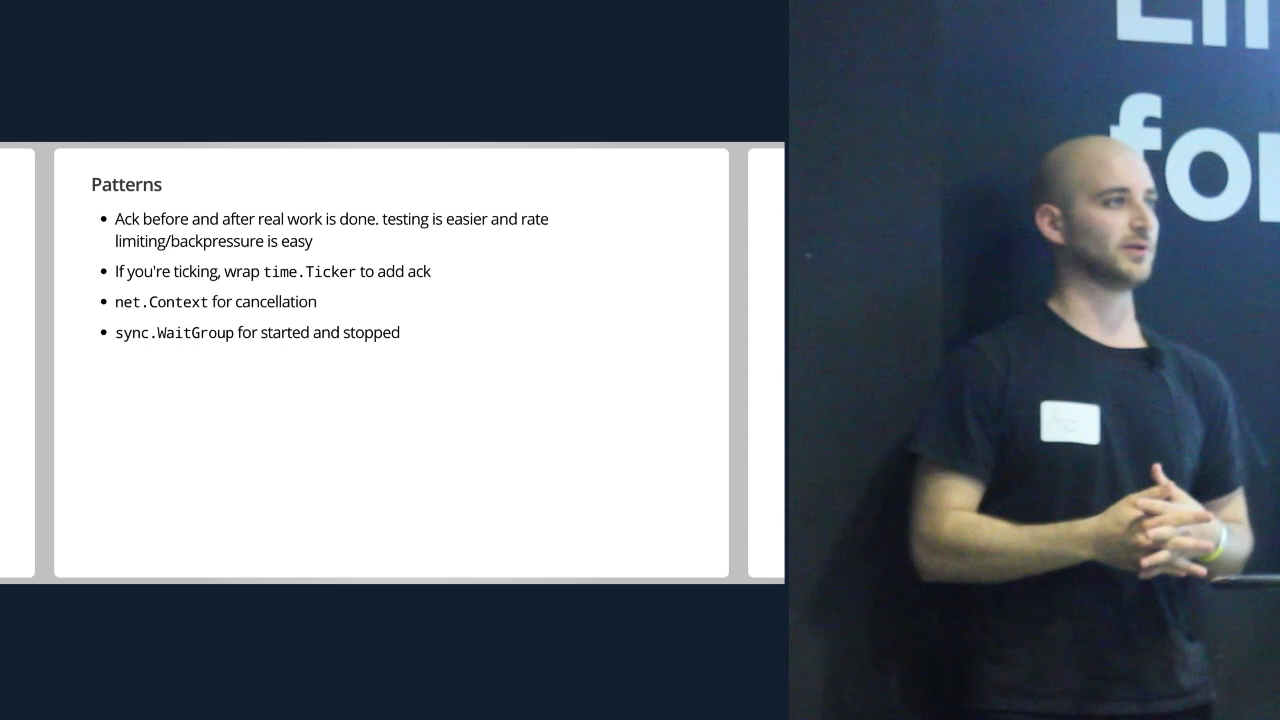 Patterns
Ack before and after real work is done. testing is easier and rate
limiting/backpressure is easy
If you're ticking, wrap time.Ticker to add ack
net.Context for cancellation
sync.WaitGroup for started and stopped
for